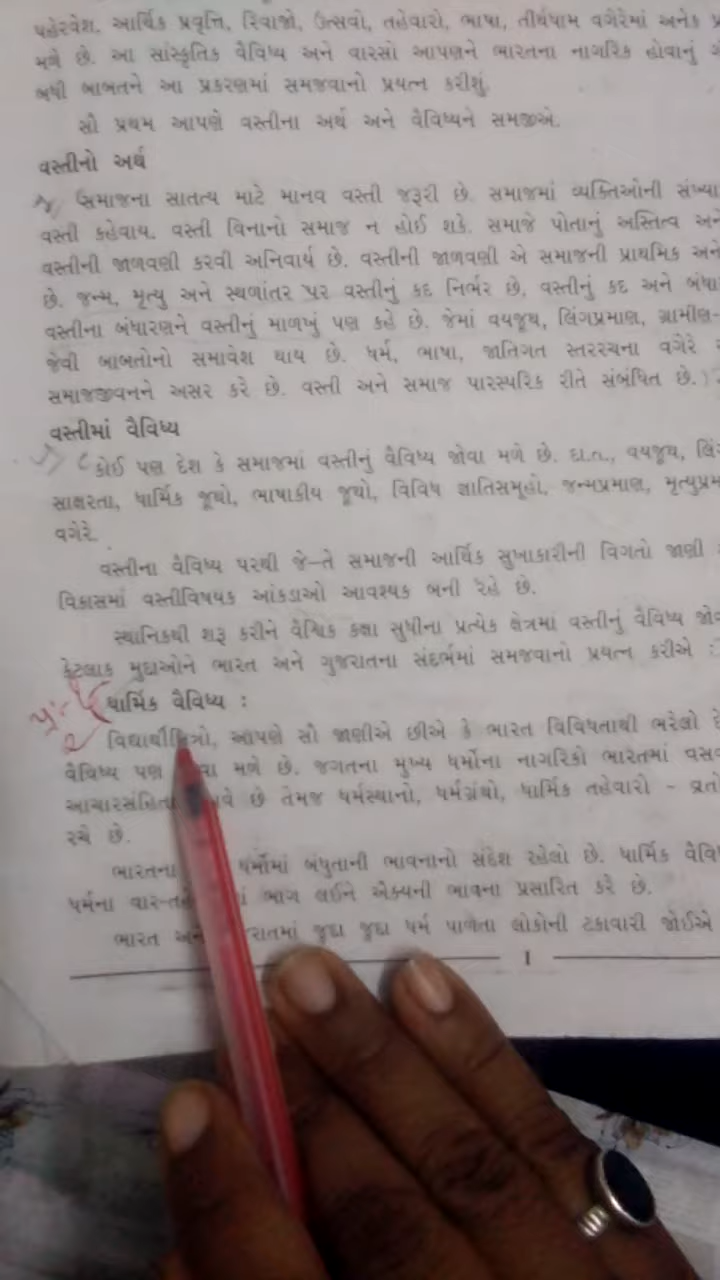 પહેરવેશ, આર્થિક પ્રવૃત્તિ, રિવાજો, ઉત્સવો, તહેવારો, ભાષા, તીર્થધામ વગેરેમાં અનેક
મળે છે. આ સાંસ્કૃતિક વૈવિધ્ય અને વારસો આપણને ભારતના નાગરિક હોવાનું
બધી બાબતને આ પ્રકરણમાં સમજવાનો પ્રયત્ન કરીશું.
સૌ પ્રથમ આપણે વસ્તીના અર્થ અને વૈવિધ્યને સમજીએ.
વસ્તીનો અર્થ
સમાજના સાતત્ય માટે માનવ વસ્તી જરૂરી છે. સમાજમાં વ્યક્તિઓની સંખ્યા
વસ્તી કહેવાય. વસ્તી વિનાનો સમાજ ન હોઈ શકે. સમાજે પોતાનું અસ્તિત્વ અને
વસ્તીની જાળવણી કરવી અનિવાર્ય છે. વસ્તીની જાળવણી એ સમાજની પ્રાથમિક અને
છે. જન્મ, મૃત્યુ અને સ્થળાંતર પર વસ્તીનું કદ નિર્ભર છે. વસ્તીનું કદ અને બંધા
વસ્તીના બંધારણને વસ્તીનું માળખું પણ કહે છે. જેમાં વયજૂથ, લિંગપ્રમાણ, ગ્રામીણ-
જેવી બાબતોનો સમાવેશ થાય છે. ધર્મ, ભાષા, જાતિગત સ્તરરચના વગેરે
સમાજજીવનને અસર કરે છે. વસ્તી અને સમાજ પારસ્પરિક રીતે સંબંધિત છે.
વસ્તીમાં વૈવિધ્ય
કોઈ પણ દેશ કે સમાજમાં વસ્તીનું વૈવિધ્ય જોવા મળે છે. દા.ત., વયજૂથ, લિં
સાક્ષરતા, ધાર્મિક જૂથો, ભાષાકીય જૂથો, વિવિધ જ્ઞાતિસમૂહો, જન્મપ્રમાણ, મૃત્યુપ્રમ
વગેરે.
વસ્તીના વૈવિધ્ય પરથી જે-તે સમાજની આર્થિક સુખાકારીની વિગતો જાણી
વિકાસમાં વસ્તીવિષયક આંકડાઓ આવશ્યક બની રહે છે.
સ્થાનિકથી શરૂ કરીને વૈશ્વિક કક્ષા સુધીના પ્રત્યેક ક્ષેત્રમાં વસ્તીનું વૈવિધ્ય જોવ
કેટલાક મુદ્દાઓને ભારત અને ગુજરાતના સંદર્ભમાં સમજવાનો પ્રયત્ન કરીએ :
ધાર્મિક વૈવિધ્ય :
વિદ્યાર્થીમિત્રો, આપણે સૌ જાણીએ છીએ કે ભારત વિવિધતાથી ભરેલો દે
વૈવિધ્ય પણ વા મળે છે. જગતના મુખ્ય ધર્મોના નાગરિકો ભારતમાં વસ
આચારસંહિતા વે છે તેમજ ધર્મસ્થાનો, ધર્મગ્રંથો, ધાર્મિક તહેવારો - વ્રતો
રચે છે.
ભારતના ધર્મોમાં બંધુતાની ભાવનાનો સંદેશ રહેલો છે. ધાર્મિક વૈવિ
ધર્મના વાર-તહે માં ભાગ લઈને ઐક્યની ભાવના પ્રસારિત કરે છે.
ભારત અને રાતમાં જુદા જુદા ધર્મ પાળતા લોકોની ટકાવારી જોઈએ
1